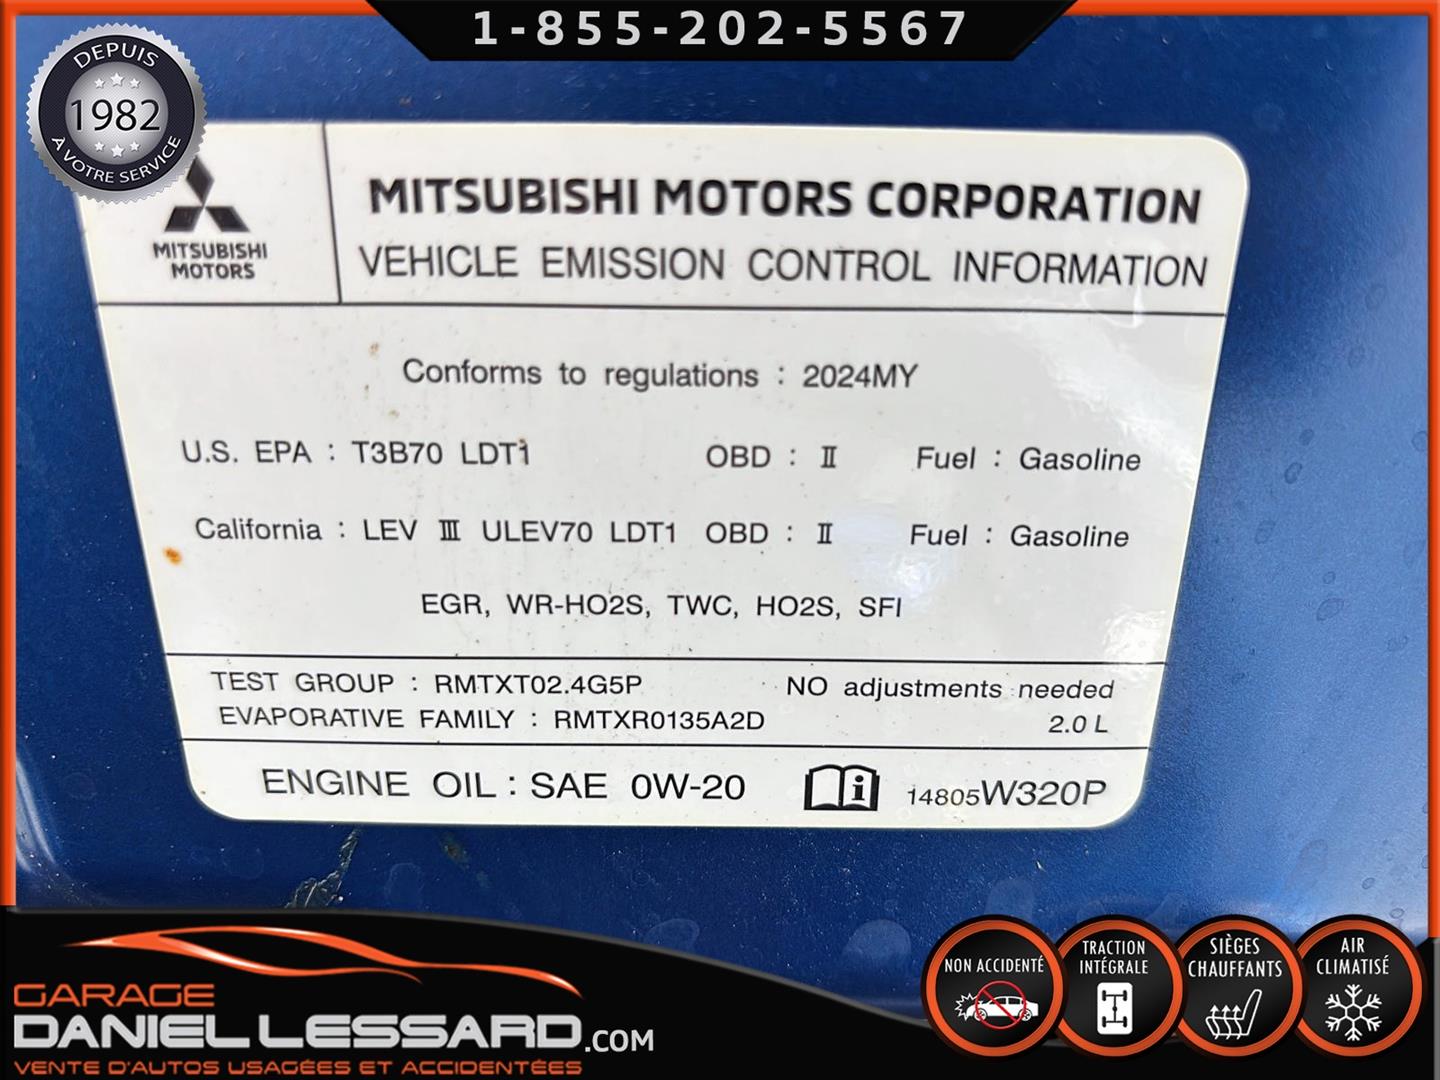 1-855-202-5567
DEPUIS
1982
À VOTRE SERVICE
MITSUBISHI
MOTORS
MITSUBISHI MOTORS CORPORATION
VEHICLE EMISSION CONTROL INFORMATION
Conforms to regulations : 2024MY
U.S. EPA : T3B70 LDT1 OBD : Ⅱ Fuel : Gasoline
California : LEV Ⅲ ULEV70 LDT1 OBD : Ⅱ Fuel : Gasoline
EGR, WR-HO2S, TWC, HO2S, SFI
TEST GROUP : RMTXT02.4G5P NO adjustments needed
EVAPORATIVE FAMILY : RMTXR0135A2D 2.0 L
ENGINE OIL : SAE 0W-20 14805W320P
GARAGE
DANIEL LESSARD.COM
VENTE D'AUTOS USAGÉES ET ACCIDENTÉES
NON ACCIDENTÉ
TRACTION
INTÉGRALE
SIÈGES
CHAUFFANTS
AIR
CLIMATISÉ